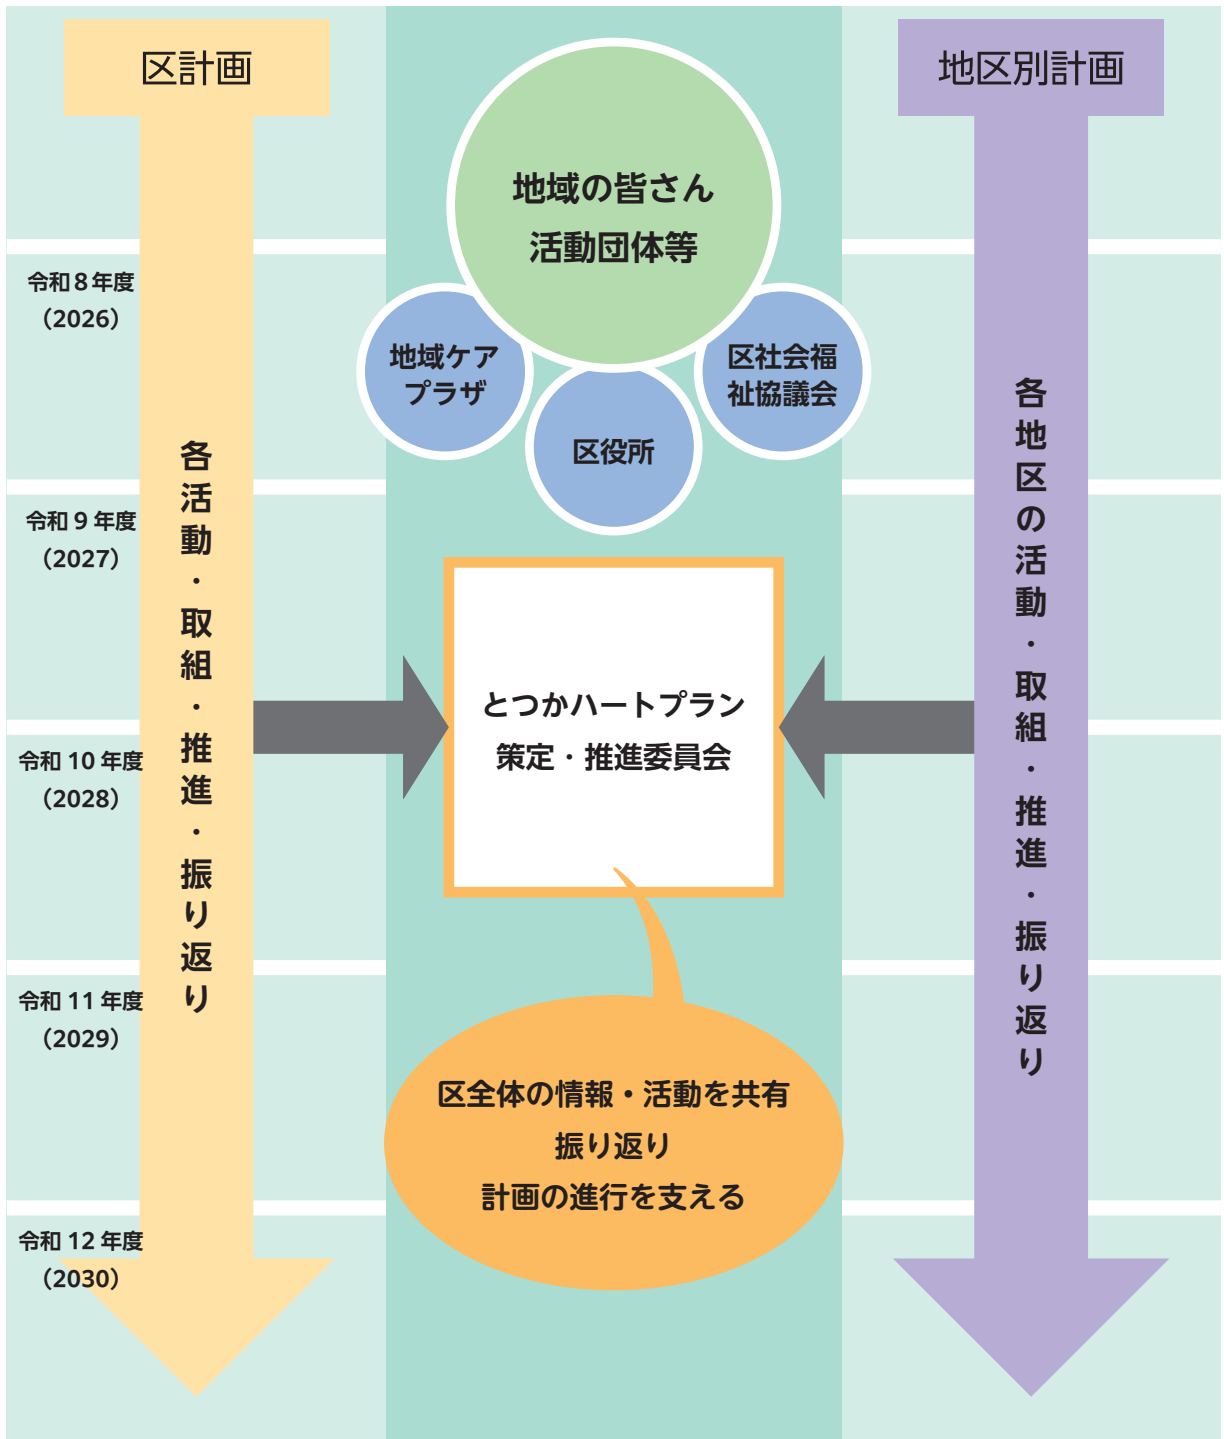 区計画
地区別計画
地域の皆さん
活動団体等
地域ケア
プラザ
区役所
区社会福
祉協議会
令和８年度
（2026）
令和 9 年度
（2027）
令和 10 年度
（2028）
令和 11 年度
（2029）
令和 12 年度
（2030）
各活動・取組・推進・振り返り
とつかハートプラン
策定・推進委員会
区全体の情報・活動を共有
振り返り
計画の進行を支える
各地区の活動・取組・推進・振り返り